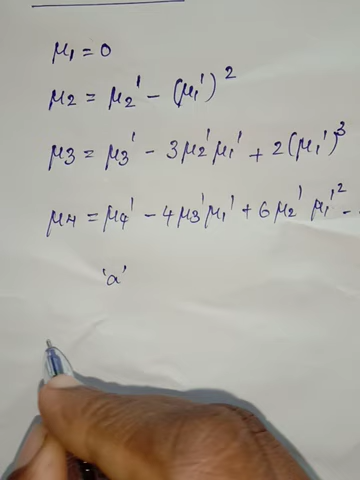 μ₁ = 0
μ₂ = μ₂' - (μ₁')²
μ₃ = μ₃' - 3μ₂'μ₁' + 2(μ₁')³
μ₄ = μ₄' - 4μ₃'μ₁' + 6μ₂' μ₁'² -
'a'